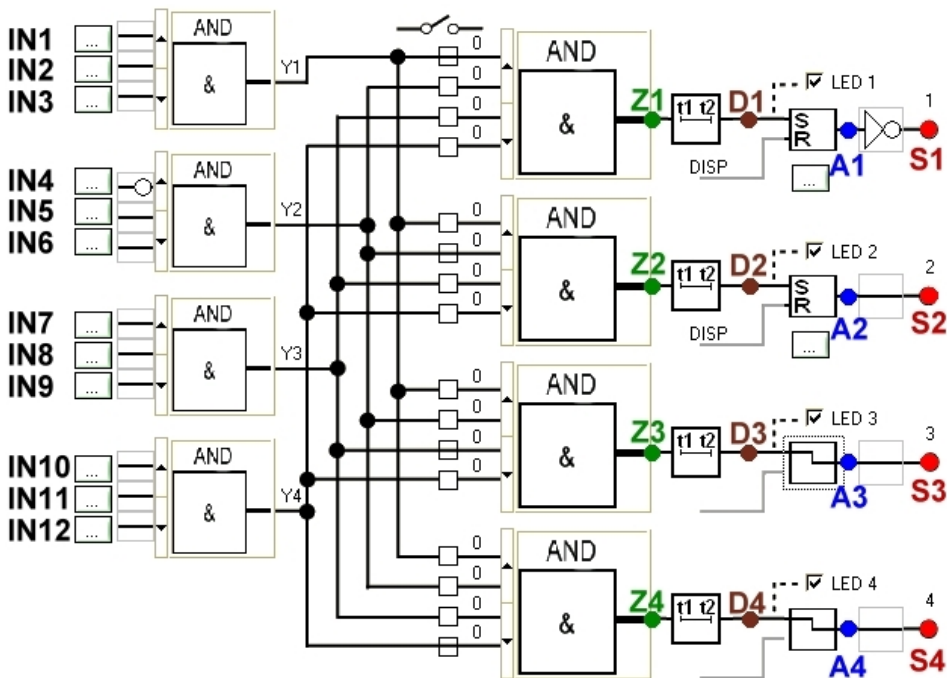 IN1 ... AND
IN2 ... &
IN3 ...
Y1
IN4 ... AND
IN5 ... &
IN6 ...
Y2
IN7 ... AND
IN8 ... &
IN9 ...
Y3
IN10 ... AND
IN11 ... &
IN12 ...
Y4
0 AND
0
0 &
0
Z1 t1 t2 D1 LED 1
S
R
A1 1
S1
DISP
...
0 AND
0
0 &
0
Z2 t1 t2 D2 LED 2
S
R
A2 2
S2
DISP
...
0 AND
0
0 &
0
Z3 t1 t2 D3 LED 3
A3 3
S3
0 AND
0
0 &
0
Z4 t1 t2 D4 LED 4
A4 4
S4